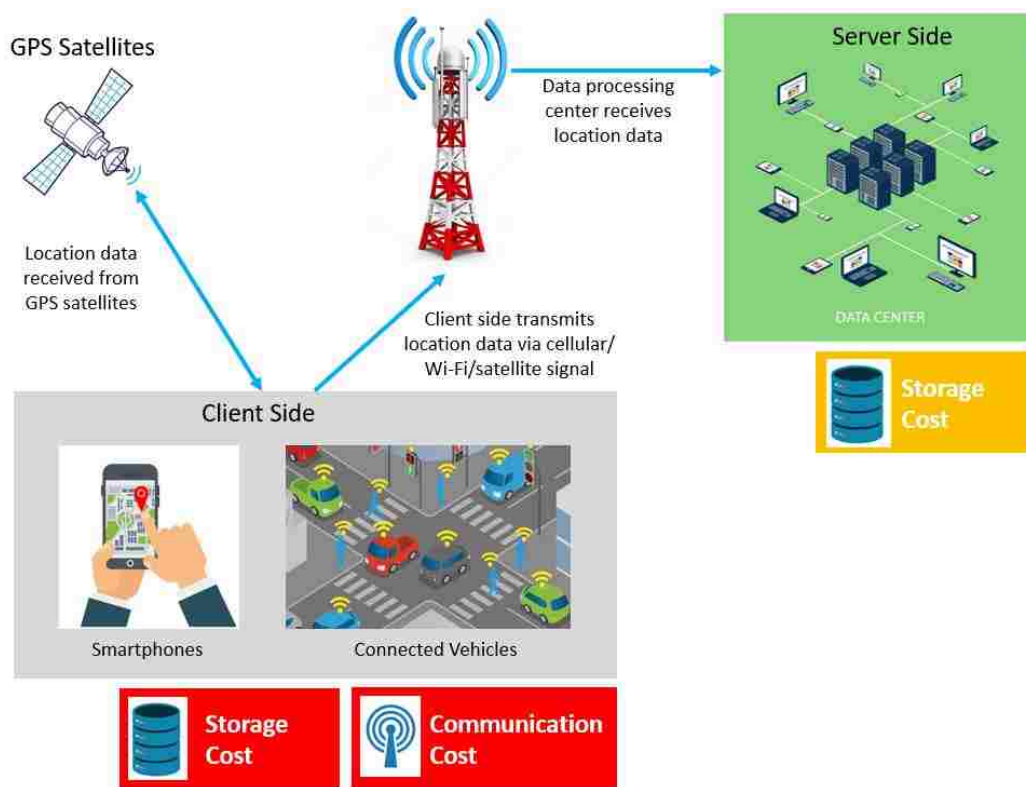 GPS Satellites
Location data
received from
GPS satellites
Data processing
center receives
location data
Server Side
DATA CENTER
Storage
Cost
Client side transmits
location data via cellular/
Wi-Fi/satellite signal
Client Side
Smartphones
Connected Vehicles
Storage
Cost
Communication
Cost